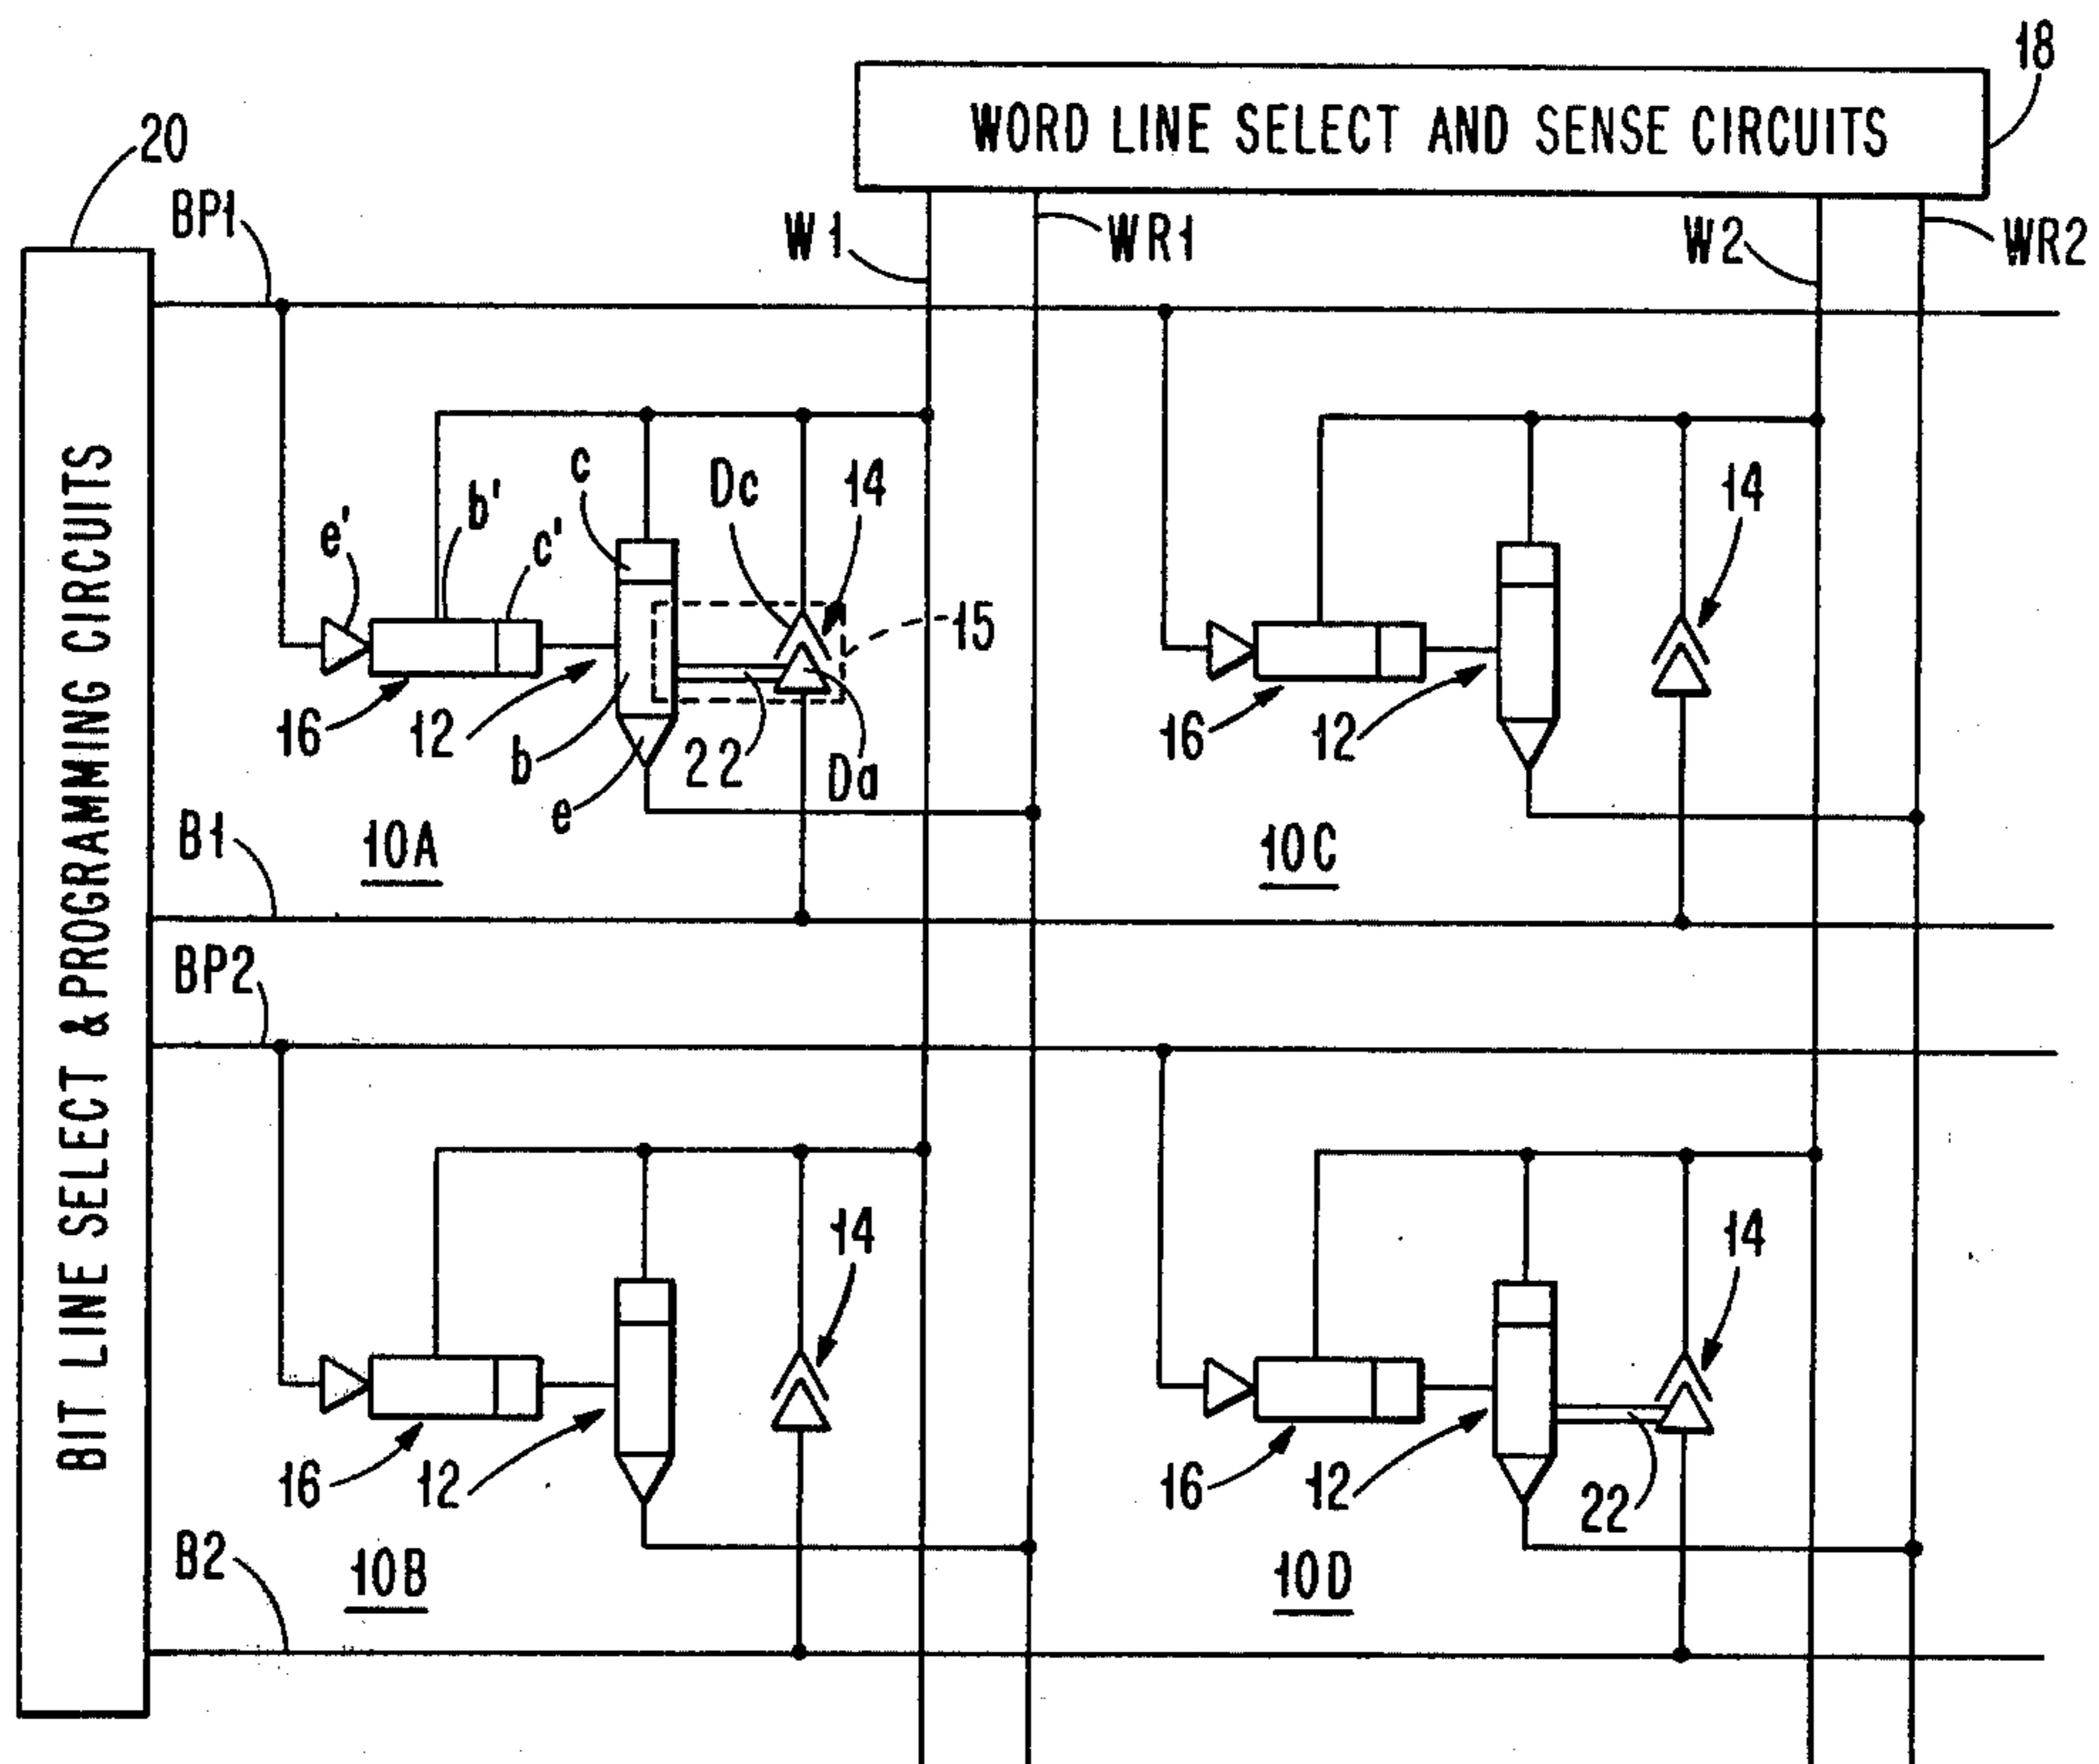 18
WORD LINE SELECT AND SENSE CIRCUITS
20
BP1
W1
WR1
W2
WR2
BIT LINE SELECT & PROGRAMMING CIRCUITS
e'
b'
c'
c
Dc
14
15
16
12
b
e
22
Da
10A
14
16
12
10C
B1
BP2
14
16
12
10B
14
16
12
22
10D
B2